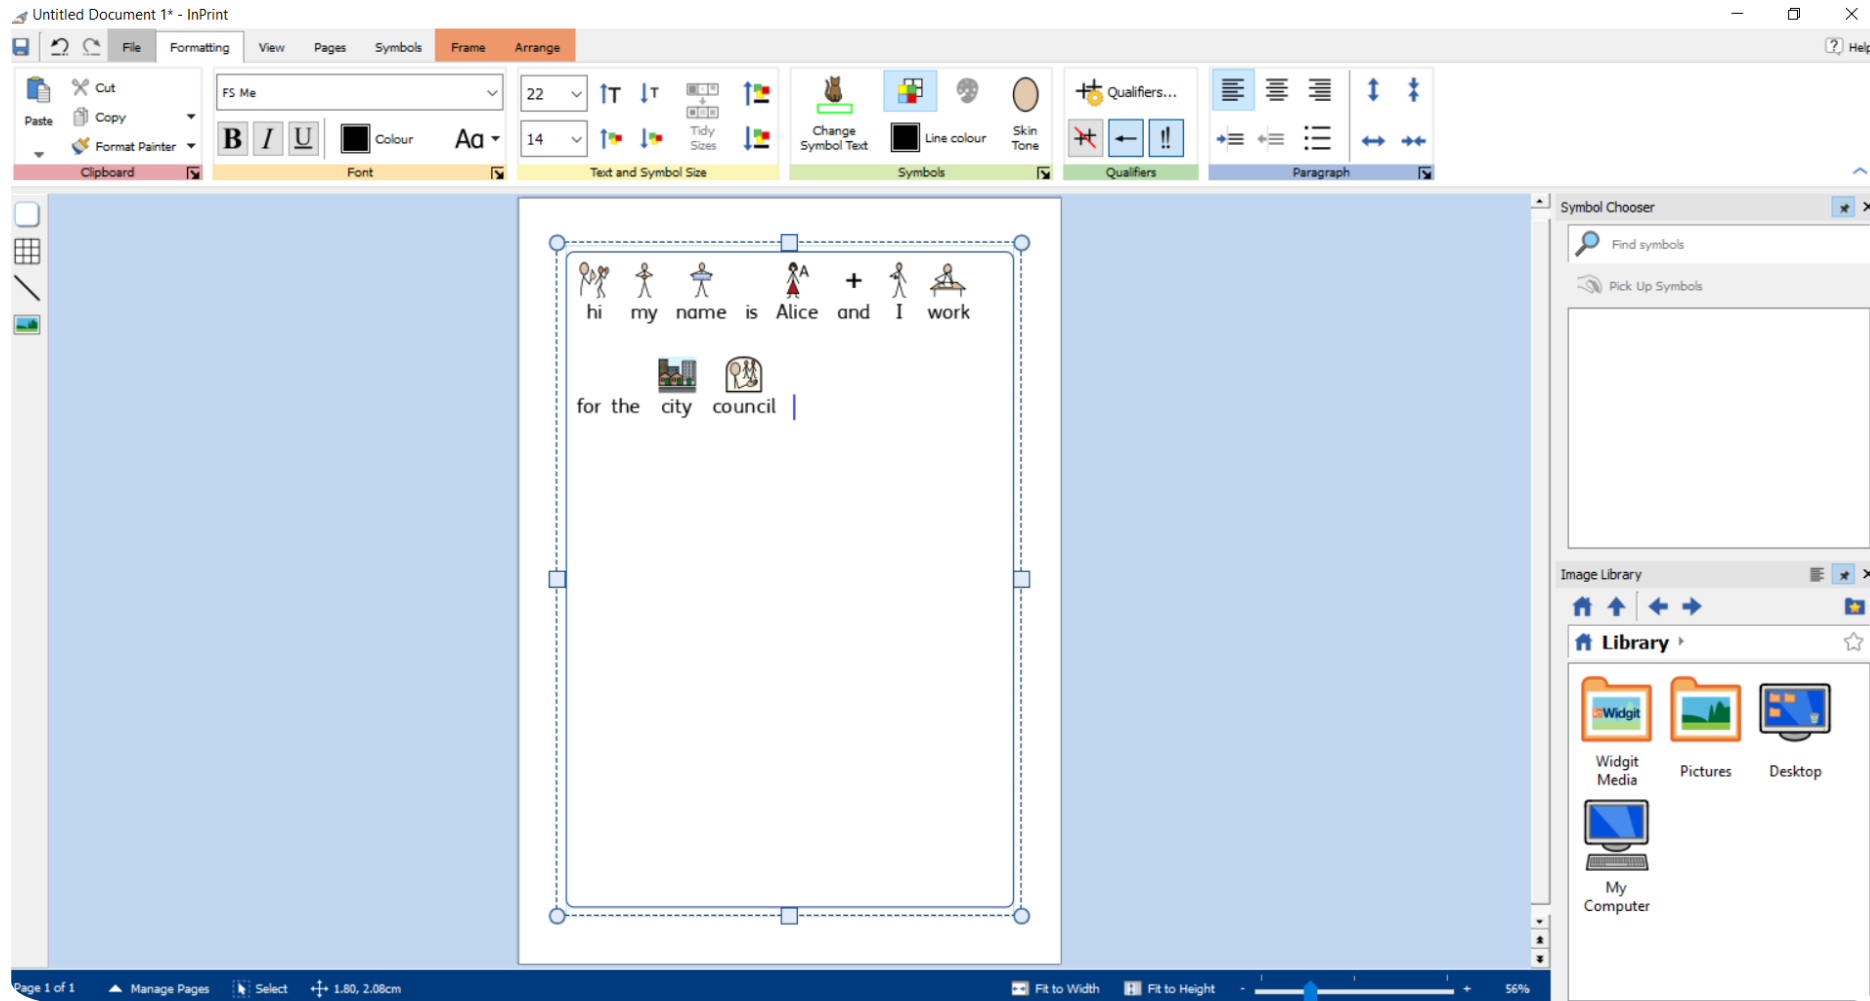 Untitled Document 1* - InPrint
File Formatting View Pages Symbols Frame Arrange
Help
Paste
Cut
Copy
Format Painter
Clipboard
FS Me
B I U Colour Aa
Font
22
14
Tidy
Sizes
Text and Symbol Size
Change
Symbol Text
Line colour
Skin
Tone
Symbols
Qualifiers...
Qualifiers
Paragraph
A
hi my name is Alice and I work
for the city council
Symbol Chooser
Find symbols
Pick Up Symbols
Image Library
Library
Widgit
Widgit
Media
Pictures
Desktop
My
Computer
Page 1 of 1 Manage Pages Select 1.80, 2.08cm Fit to Width Fit to Height - + 56%